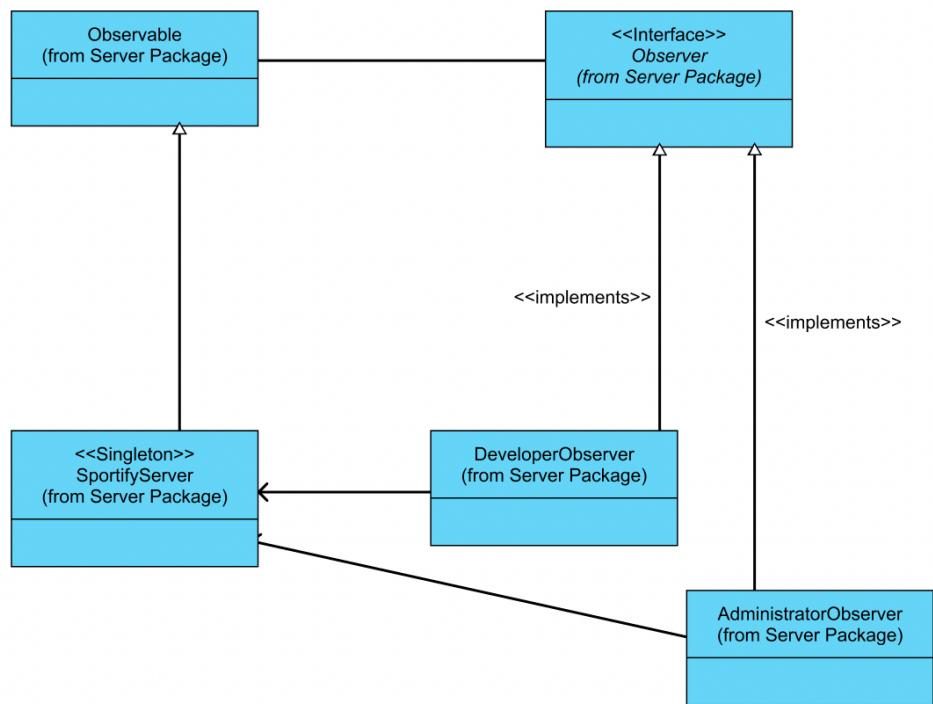 Observable
(from Server Package)
<<Interface>>
Observer
(from Server Package)
<<implements>>
<<implements>>
<<Singleton>>
SportifyServer
(from Server Package)
DeveloperObserver
(from Server Package)
AdministratorObserver
(from Server Package)